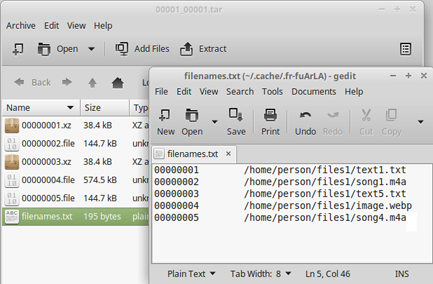 00001_00001.tar
Archive Edit View Help
Open Add Files Extract
Back
Name Size
00000001.xz 38.4 kB XZ a
00000002.file 144.7 kB unkn
00000003.xz 38.4 kB XZ a
00000004.file 574.5 kB unkn
00000005.file 144.7 kB unkn
filenames.txt 195 bytes plain
filenames.txt (~/.cache/.fr-fuArLA) - gedit
File Edit View Search Tools Documents Help
New Open Save Print Undo Redo Cut Copy
filenames.txt
00000001 /home/person/files1/text1.txt
00000002 /home/person/files1/song1.m4a
00000003 /home/person/files1/text5.txt
00000004 /home/person/files1/image.webp
00000005 /home/person/files1/song4.m4a
Plain Text Tab Width: 8 Ln 5, Col 46 INS